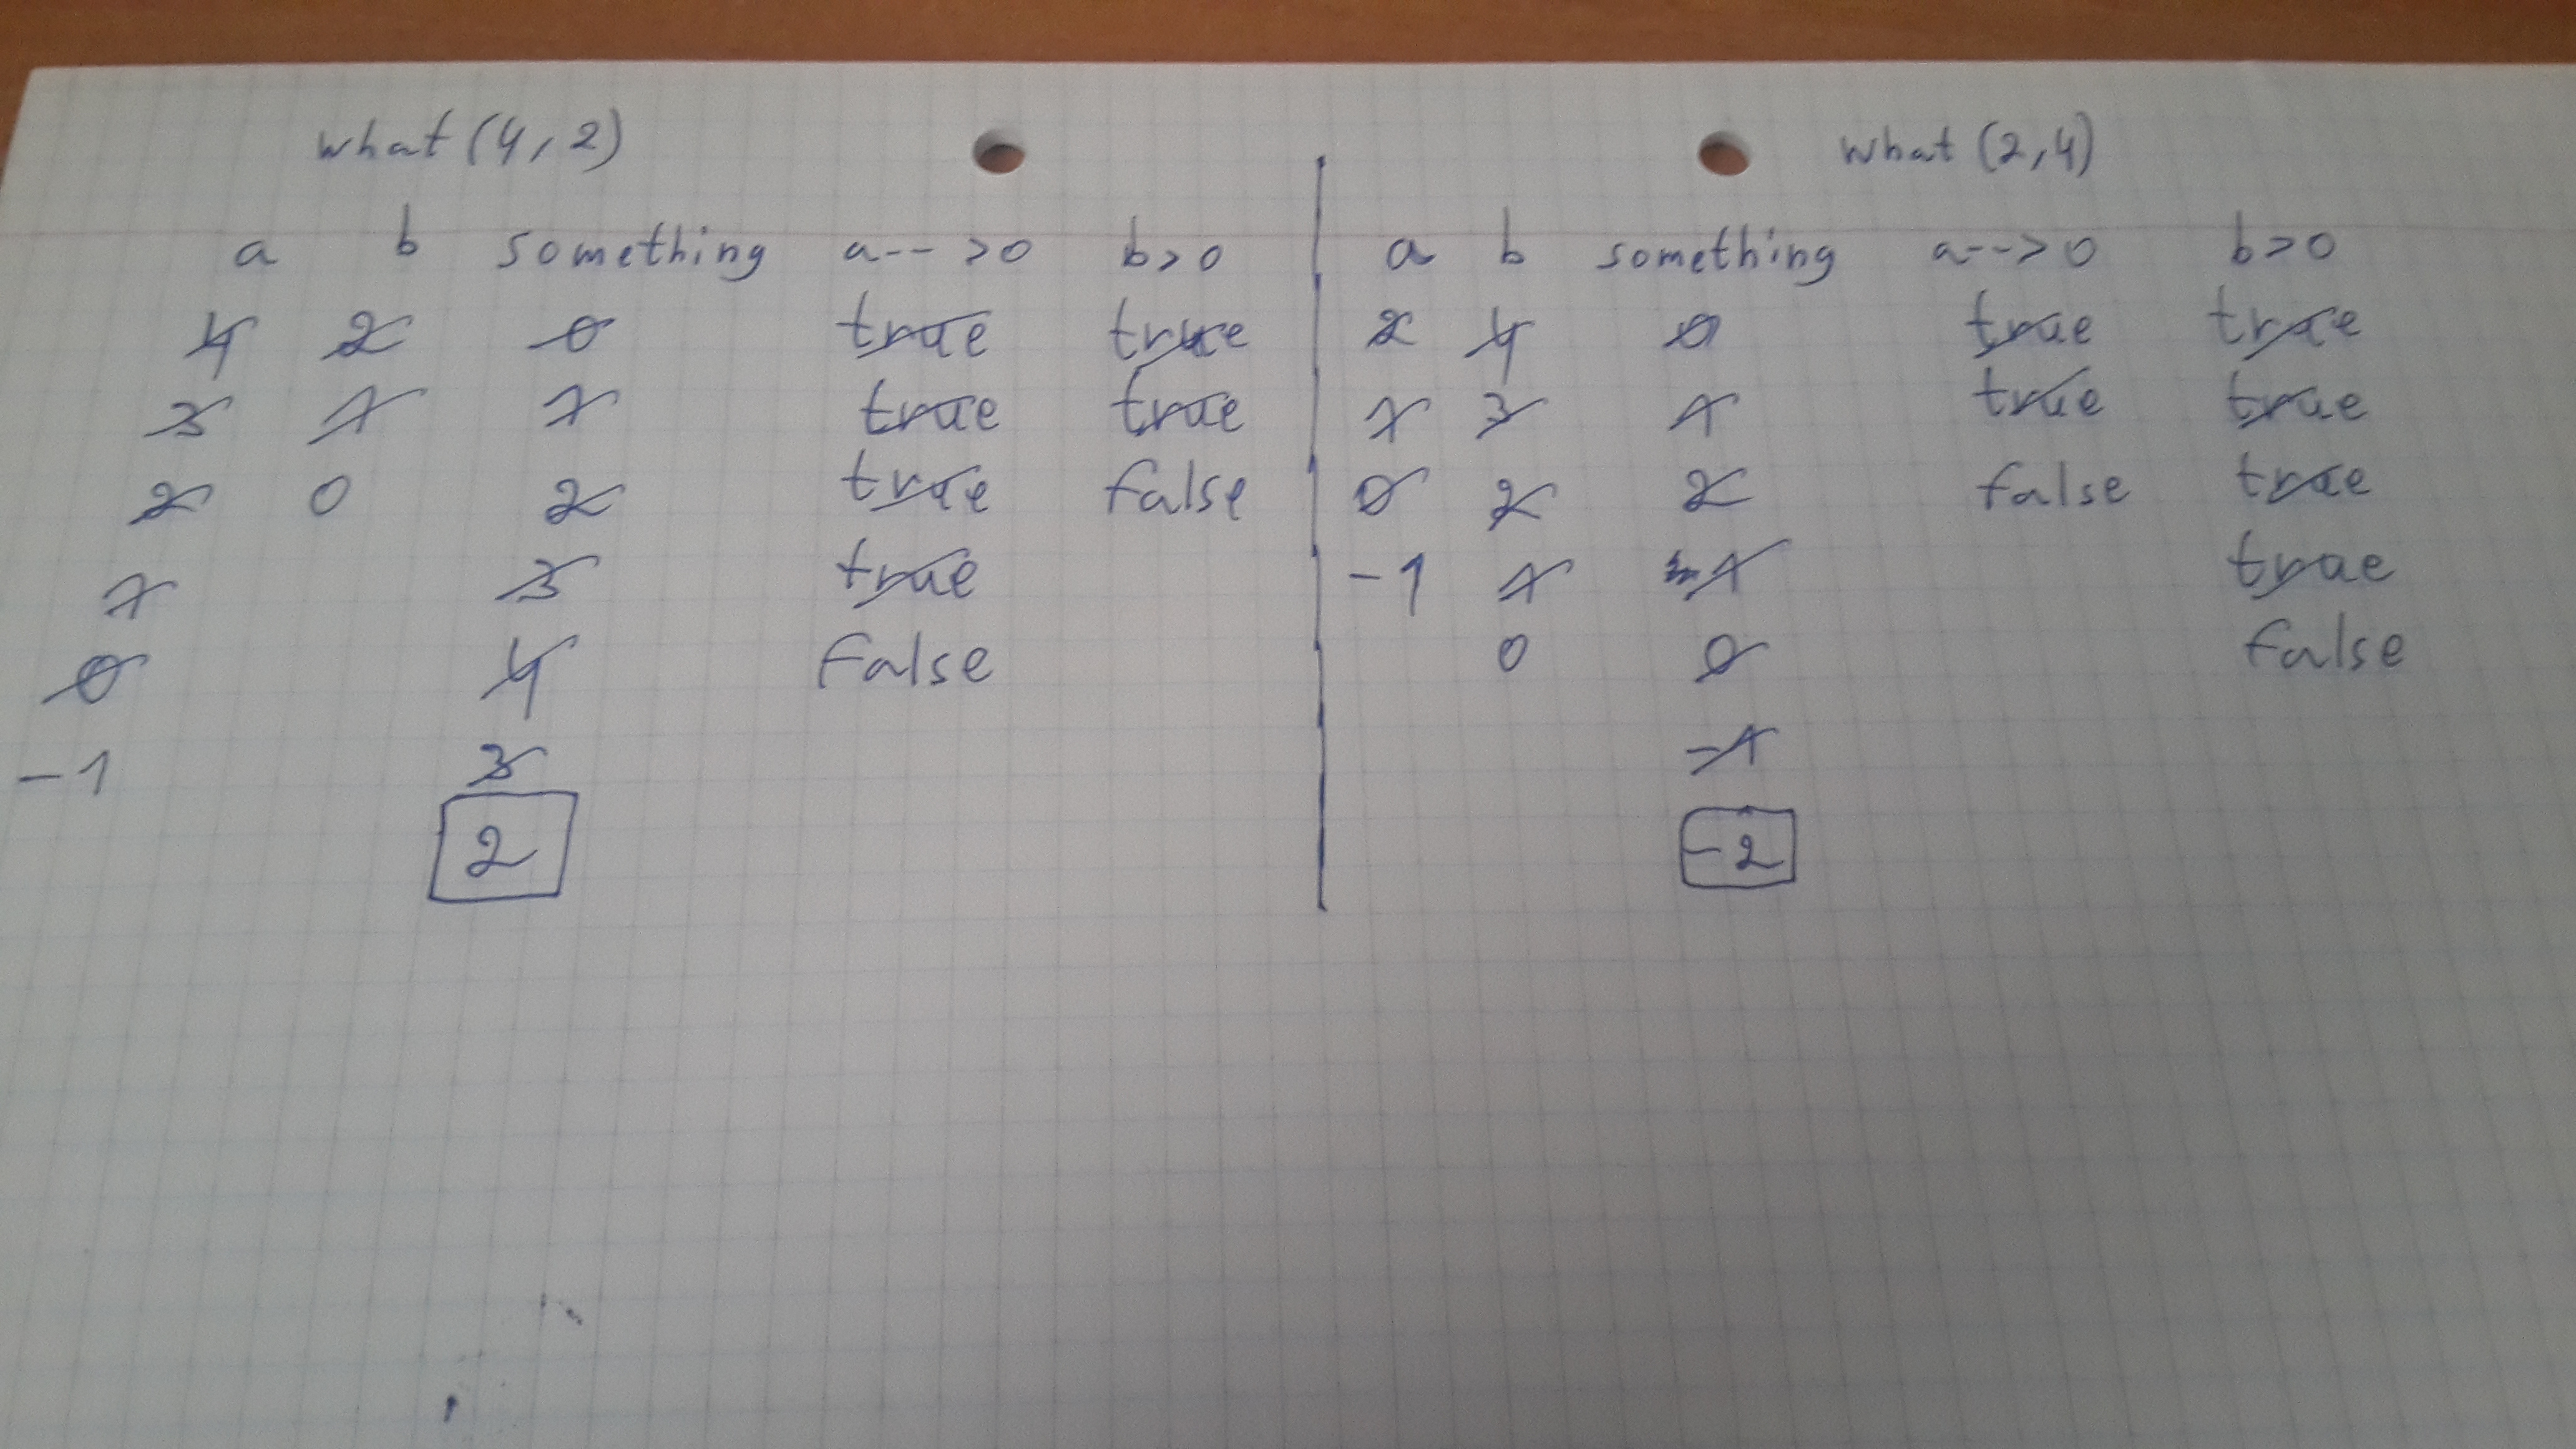 what (4, 2) what (2, 4)
a b something a-- >0 b>0 a b something a-->0 b>0
4 2 0 true true 2 4 0 true true
3 1 1 true true 1 3 1 true true
2 0 2 true false 0 2 2 false true
1 3 true -1 1 1 true
0 4 false 0 0 false
-1 3 -1
2 -2